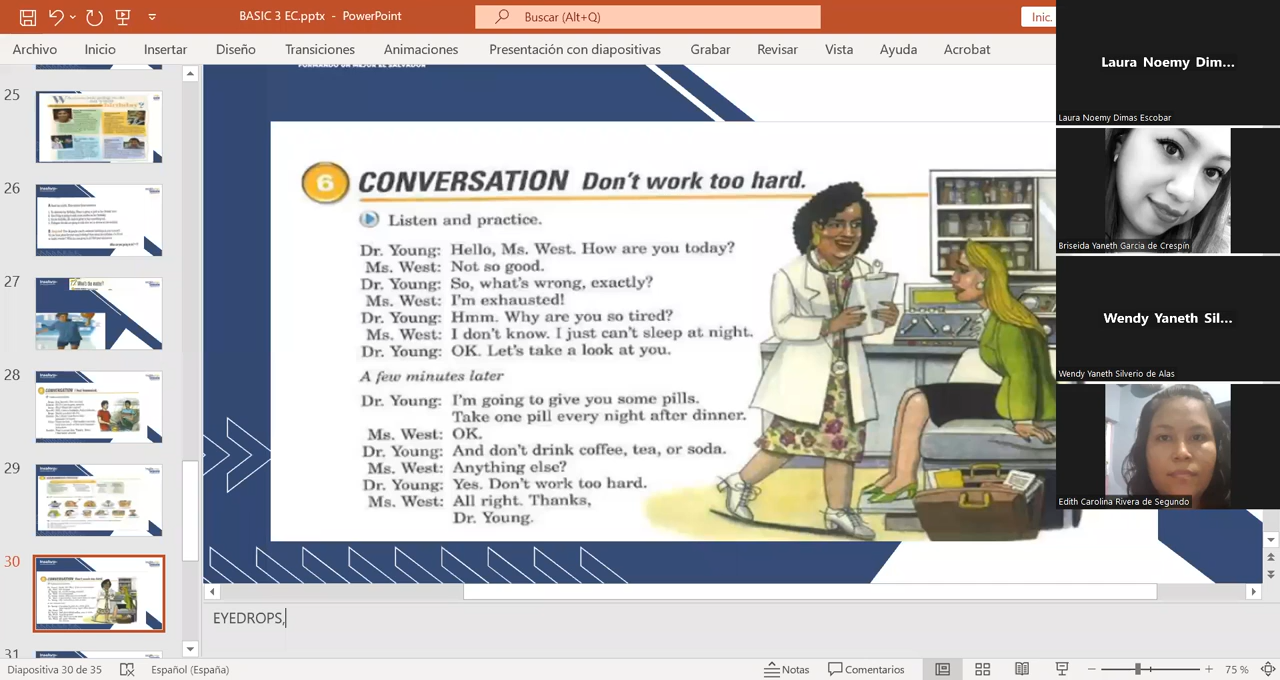 BASIC 3 EC.pptx - PowerPoint
Buscar (Alt+Q)
Inic.
Archivo Inicio Insertar Diseño Transiciones Animaciones Presentación con diapositivas Grabar Revisar Vista Ayuda Acrobat
25
26
27
28
29
30
31
6 CONVERSATION Don't work too hard.
Listen and practice.
Dr. Young: Hello, Ms. West. How are you today?
Ms. West: Not so good.
Dr. Young: So, what's wrong, exactly?
Ms. West: I'm exhausted!
Dr. Young: Hmm. Why are you so tired?
Ms. West: I don't know. I just can't sleep at night.
Dr. Young: OK. Let's take a look at you.
A few minutes later
Dr. Young: I'm going to give you some pills.
Take one pill every night after dinner.
Ms. West: OK.
Dr. Young: And don't drink coffee, tea, or soda.
Ms. West: Anything else?
Dr. Young: Yes. Don't work too hard.
Ms. West: All right. Thanks,
Dr. Young.
Laura Noemy Dim...
Laura Noemy Dimas Escobar
Briseida Yaneth García de Crespín
Wendy Yaneth Sil...
Wendy Yaneth Silverio de Alas
Edith Carolina Rivera de Segundo
EYEDROPS,
Diapositiva 30 de 35
Español (España)
Notas
Comentarios
75 %